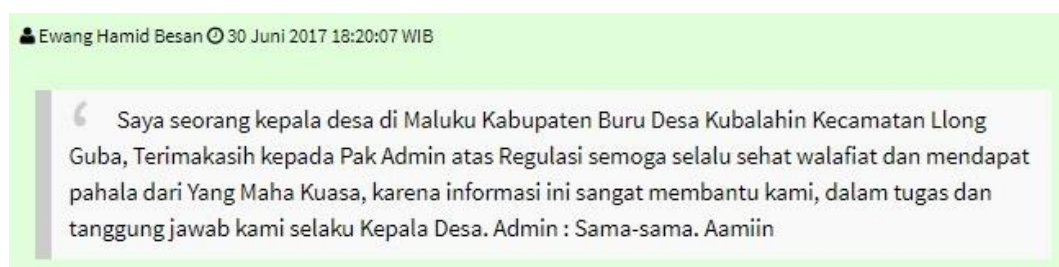 Ewang Hamid Besan 30 Juni 2017 18:20:07 WIB
Saya seorang kepala desa di Maluku Kabupaten Buru Desa Kubalahin Kecamatan Llong
Guba, Terimakasih kepada Pak Admin atas Regulasi semoga selalu sehat walafiat dan mendapat
pahala dari Yang Maha Kuasa, karena informasi ini sangat membantu kami, dalam tugas dan
tanggung jawab kami selaku Kepala Desa. Admin : Sama-sama. Aamiin